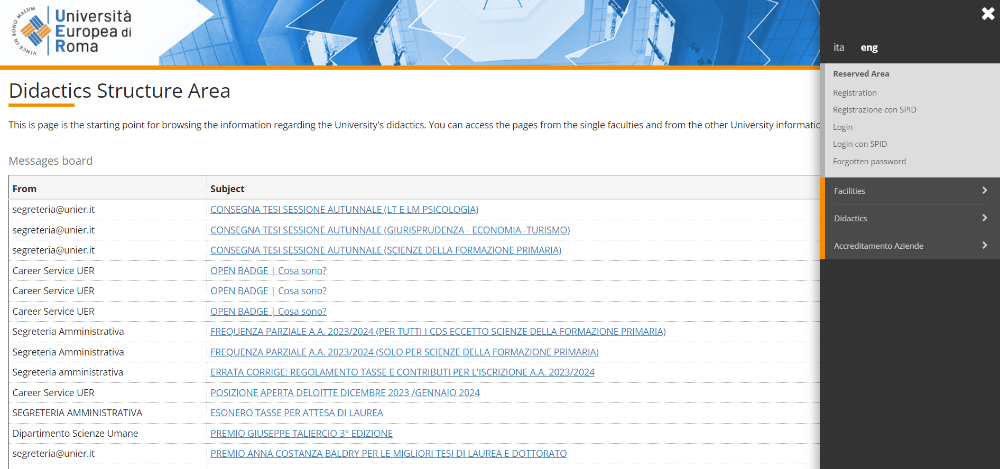 VINCE IN BONO MALUM
Università
Europea di
Roma
ita eng
Didactics Structure Area
This is page is the starting point for browsing the information regarding the University's didactics. You can access the pages from the single faculties and from the other University
Messages board
From Subject
segreteria@unier.it CONSEGNA TESI SESSIONE AUTUNNALE (LT E LM PSICOLOGIA)
segreteria@unier.it CONSEGNA TESI SESSIONE AUTUNNALE (GIURISPRUDENZA - ECONOMIA -TURISMO)
segreteria@unier.it CONSEGNA TESI SESSIONE AUTUNNALE (SCIENZE DELLA FORMAZIONE PRIMARIA)
Career Service UER OPEN BADGE | Cosa sono?
Career Service UER OPEN BADGE | Cosa sono?
Career Service UER OPEN BADGE | Cosa sono?
Segreteria Amministrativa FREQUENZA PARZIALE A.A. 2023/2024 (PER TUTTI I CDS ECCETTO SCIENZE DELLA FORMAZIONE PRIMARIA)
Segreteria Amministrativa FREQUENZA PARZIALE A.A. 2023/2024 (SOLO PER SCIENZE DELLA FORMAZIONE PRIMARIA)
Segreteria amministrativa ERRATA CORRIGE: REGOLAMENTO TASSE E CONTRIBUTI PER L'ISCRIZIONE A.A. 2023/2024
Career Service UER POSIZIONE APERTA DELOITTE DICEMBRE 2023 /GENNAIO 2024
SEGRETERIA AMMINISTRATIVA ESONERO TASSE PER ATTESA DI LAUREA
Dipartimento Scienze Umane PREMIO GIUSEPPE TALIERCIO 3° EDIZIONE
segreteria@unier.it PREMIO ANNA COSTANZA BALDRY PER LE MIGLIORI TESI DI LAUREA E DOTTORATO
Reserved Area
Registration
Registrazione con SPID
Login
Login con SPID
Forgotten password
Facilities
Didactics
Accreditamento Aziende